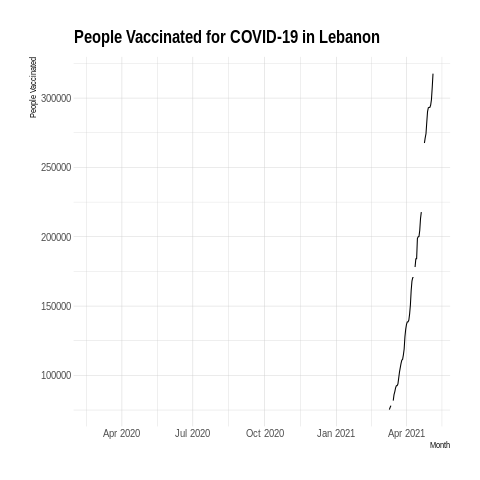 People Vaccinated for COVID-19 in Lebanon
People Vaccinated
300000
250000
200000
150000
100000
Apr 2020 Jul 2020 Oct 2020 Jan 2021 Apr 2021
Month